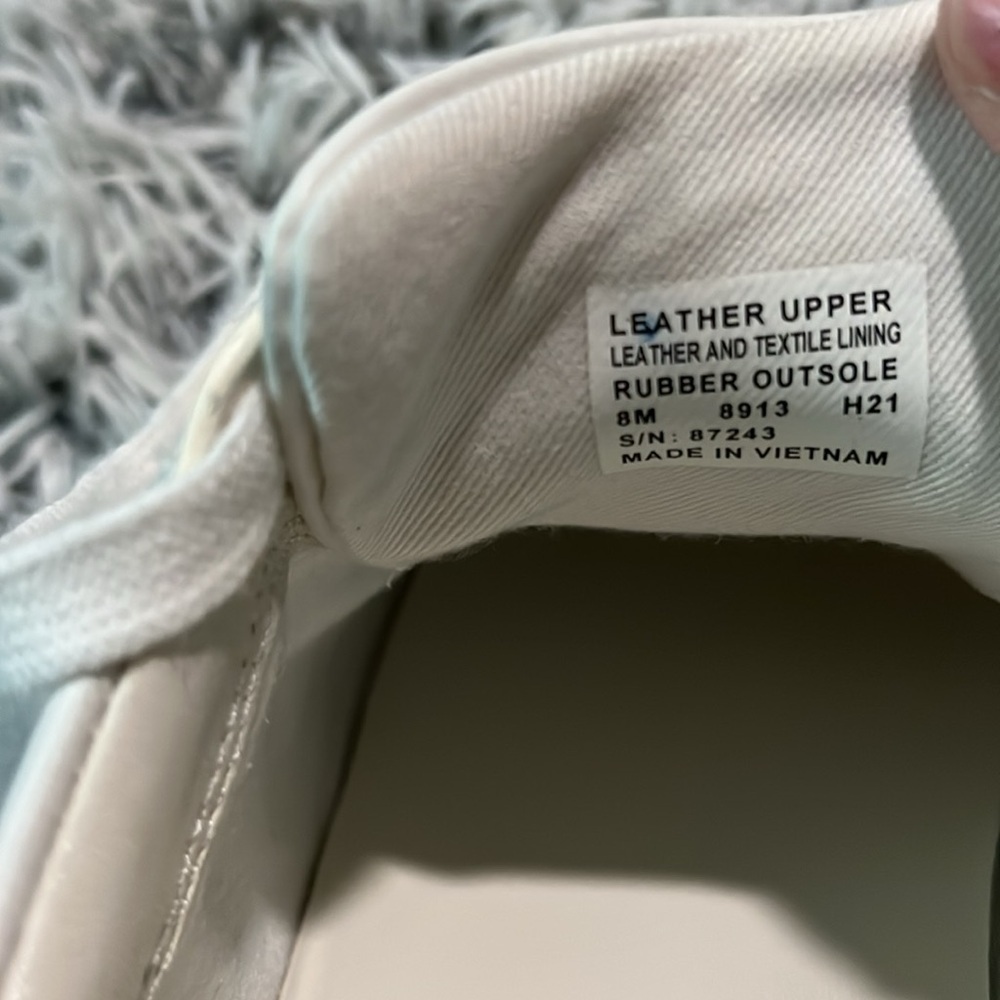 LEATHER UPPER
LEATHER AND TEXTILE LINING
RUBBER OUTSOLE
8M 8913 H21
S/N: 87243
MADE IN VIETNAM